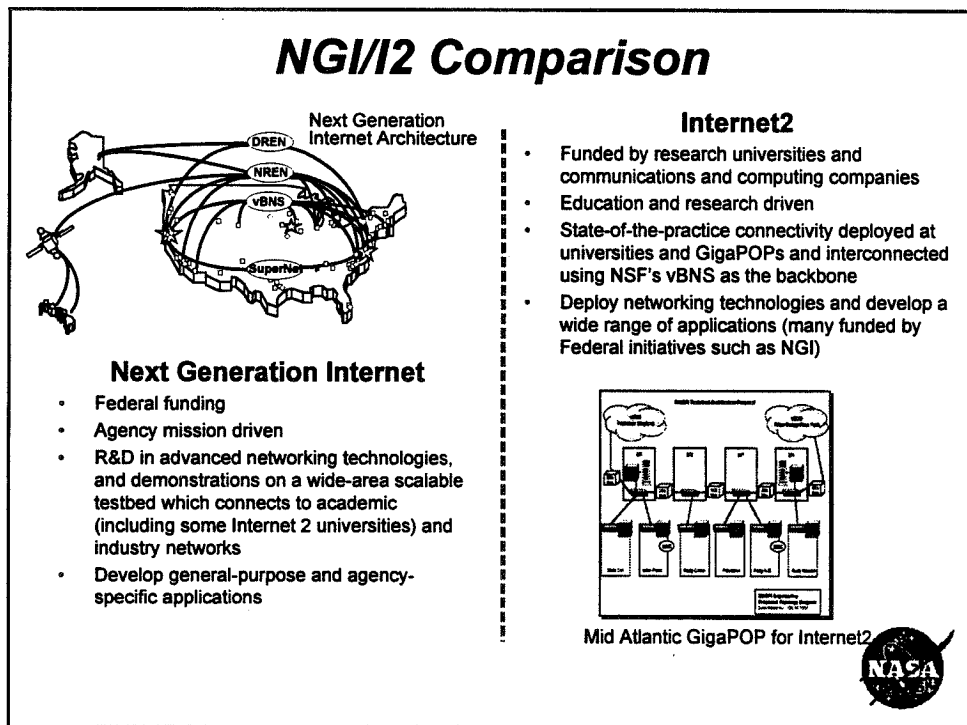 NGI/I2 Comparison
Next Generation
Internet Architecture
DREN
NREN
vBNS
SuperNet
Next Generation Internet
• Federal funding
• Agency mission driven
• R&D in advanced networking technologies,
and demonstrations on a wide-area scalable
testbed which connects to academic
(including some Internet 2 universities) and
industry networks
• Develop general-purpose and agency-
specific applications
Internet2
• Funded by research universities and
communications and computing companies
• Education and research driven
• State-of-the-practice connectivity deployed at
universities and GigaPOPs and interconnected
using NSF's vBNS as the backbone
• Deploy networking technologies and develop a
wide range of applications (many funded by
Federal initiatives such as NGI)
Mid Atlantic GigaPOP for Internet2
NASA